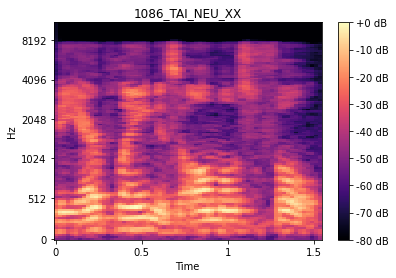 1086_TAI_NEU_XX
8192
4096
2048
1024
512
0
Hz
0
0.5
1
1.5
Time
+0 dB
-10 dB
-20 dB
-30 dB
-40 dB
-50 dB
-60 dB
-70 dB
-80 dB